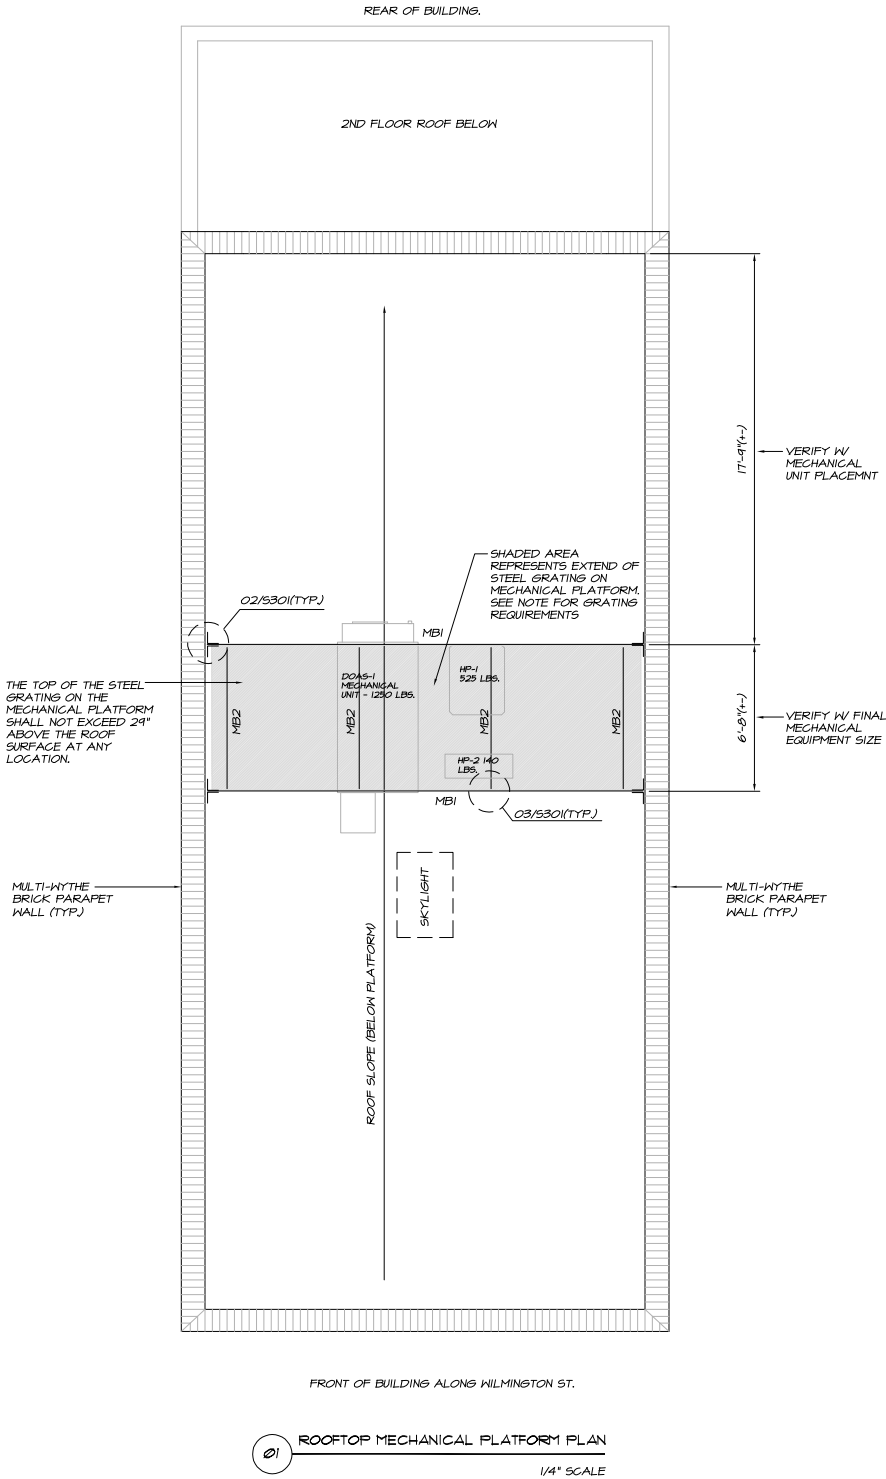 REAR OF BUILDING.
2ND FLOOR ROOF BELOW
17'-9"(+-)
VERIFY W/
MECHANICAL
UNIT PLACEMNT
SHADED AREA
REPRESENTS EXTEND OF
STEEL GRATING ON
MECHANICAL PLATFORM.
SEE NOTE FOR GRATING
REQUIREMENTS
02/S301(TYP.)
MB1
DOAS-1
MECHANICAL
UNIT - 1250 LBS.
HP-1
525 LBS.
THE TOP OF THE STEEL
GRATING ON THE
MECHANICAL PLATFORM
SHALL NOT EXCEED 29"
ABOVE THE ROOF
SURFACE AT ANY
LOCATION.
MB2
MB2
MB2
MB2
6'-8"(+-)
VERIFY W/ FINAL
MECHANICAL
EQUIPMENT SIZE
HP-2 140
LBS.
MB1
03/S301(TYP.)
SKYLIGHT
MULTI-WYTHE
BRICK PARAPET
WALL (TYP.)
MULTI-WYTHE
BRICK PARAPET
WALL (TYP.)
ROOF SLOPE (BELOW PLATFORM)
FRONT OF BUILDING ALONG WILMINGTON ST.
01
ROOFTOP MECHANICAL PLATFORM PLAN
1/4" SCALE